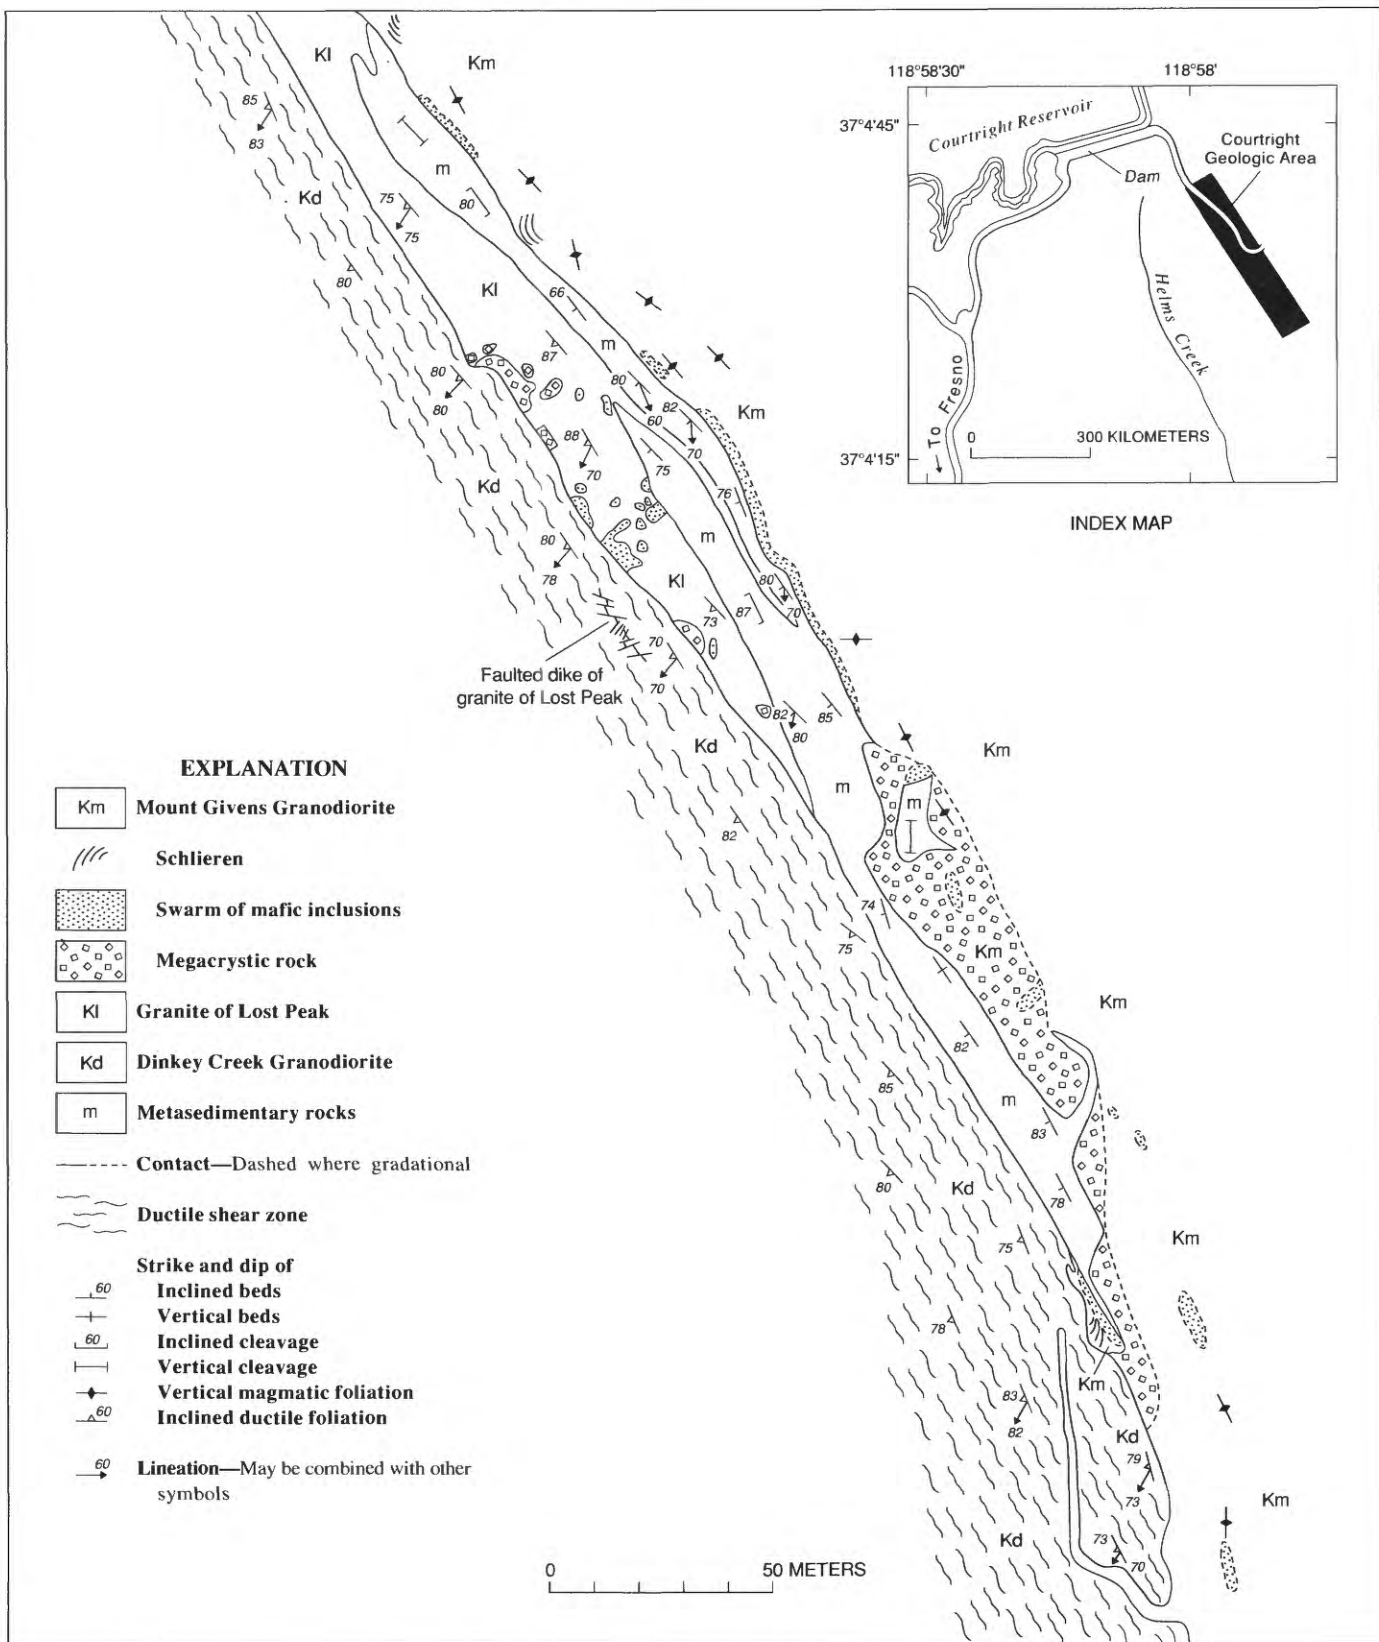 Kl
Km
85
83
m
Kd
75
80
75
80
Kl
66
m
87
80
80
82
60
Km
80
88
70
75
70
76
Kd
m
80
78
Kl
80
70
73
87
70
70
Faulted dike of
granite of Lost Peak
82
85
80
Kd
Km
m
m
82
74
75
Km
Km
82
85
m
83
80
Kd
78
Km
75
78
Km
83
82
Kd
79
73
Km
Kd
73
70
118°58'30"
118°58'
37°4'45"
Courtright Reservoir
Courtright
Geologic Area
Dam
Helms Creek
To Fresno
0 300 KILOMETERS
37°4'15"
INDEX MAP
EXPLANATION
Km Mount Givens Granodiorite
Schlieren
Swarm of mafic inclusions
Megacrystic rock
Kl Granite of Lost Peak
Kd Dinkey Creek Granodiorite
m Metasedimentary rocks
Contact—Dashed where gradational
Ductile shear zone
Strike and dip of
60 Inclined beds
Vertical beds
60 Inclined cleavage
Vertical cleavage
Vertical magmatic foliation
60 Inclined ductile foliation
60 Lineation—May be combined with other
symbols
0 50 METERS